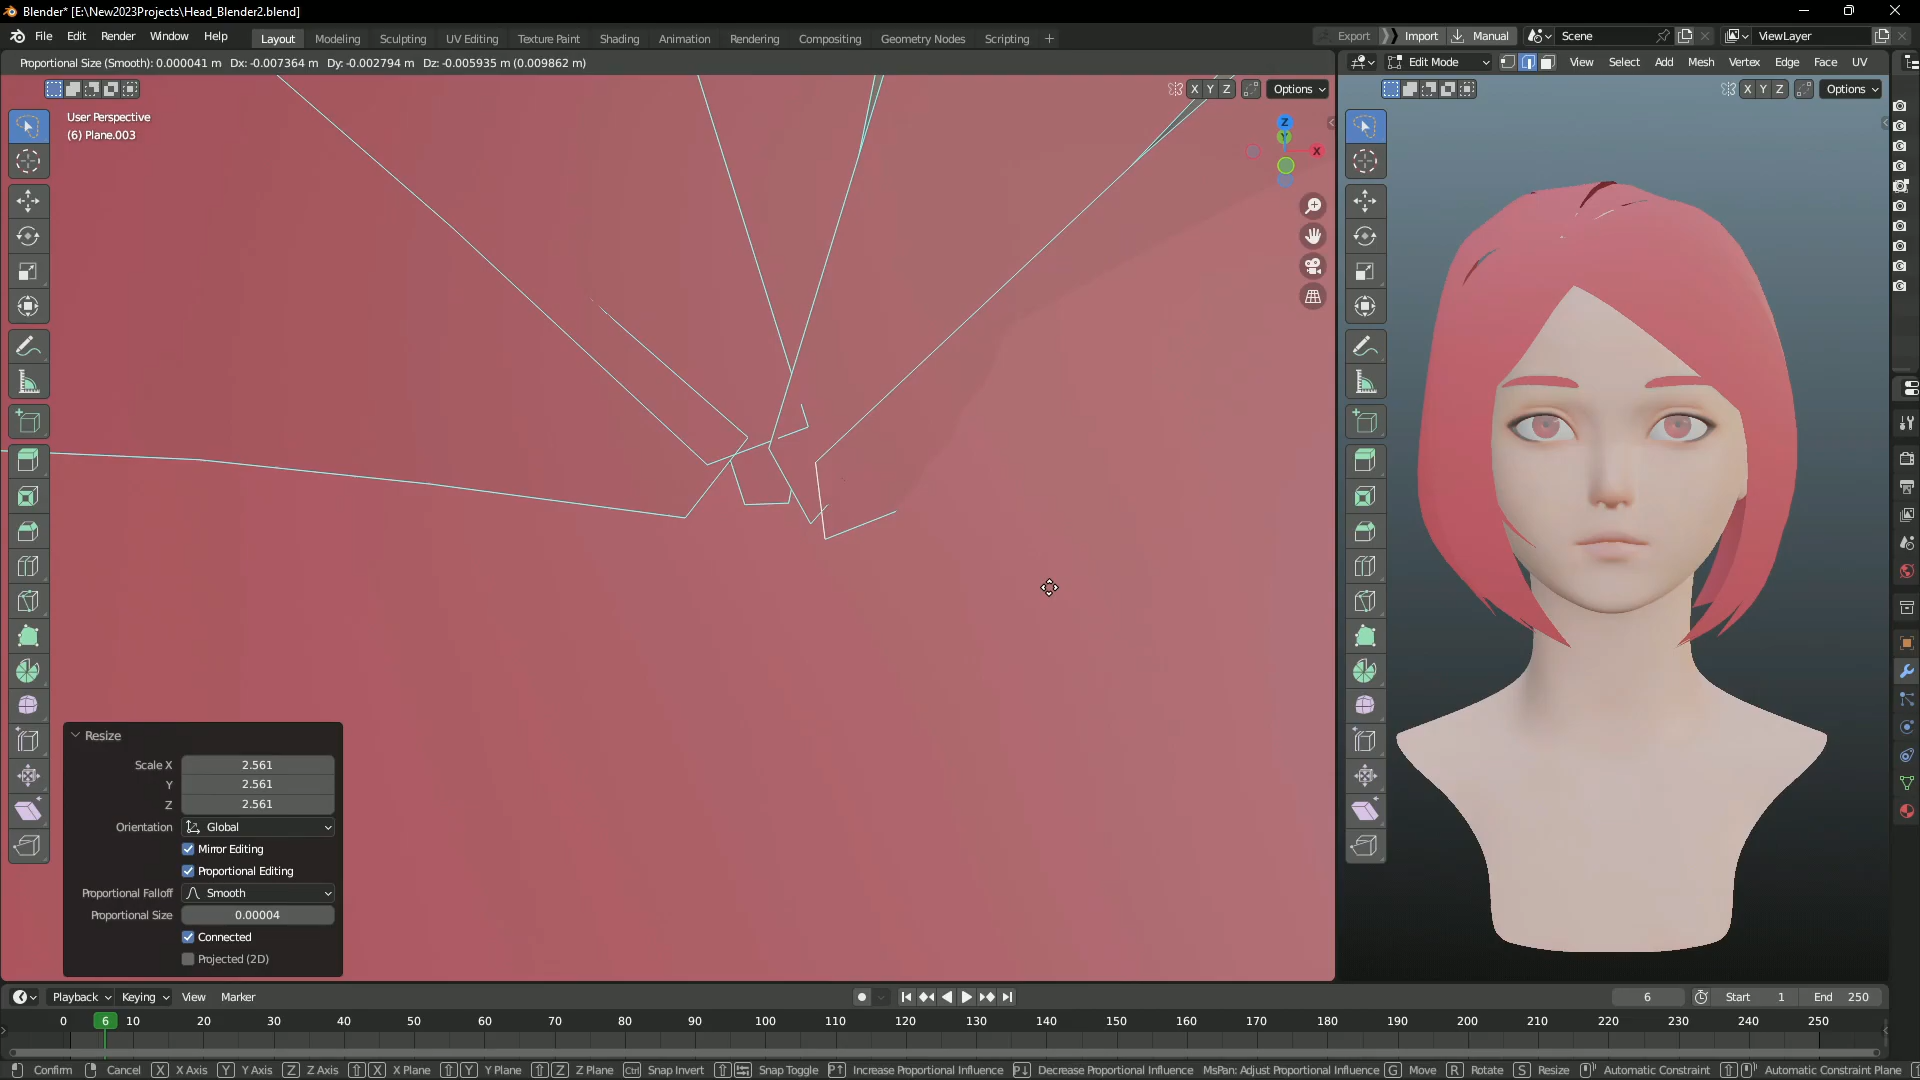 Blender* [E:\New2023Projects\Head_Blender2.blend]
File Edit Render Window Help Layout Modeling Sculpting UV Editing Texture Paint Shading Animation Rendering Compositing Geometry Nodes Scripting + Export Import Manual Scene ViewLayer
Proportional Size (Smooth): 0.000041 m Dx: -0.007364 m Dy: -0.002794 m Dz: -0.005935 m (0.009862 m) Edit Mode View Select Add Mesh Vertex Edge Face UV
X Y Z Options X Y Z Options
User Perspective
(6) Plane.003
Z
Y
X
Resize
Scale X 2.561
Y 2.561
Z 2.561
Orientation Global
Mirror Editing
Proportional Editing
Proportional Falloff Smooth
Proportional Size 0.00004
Connected
Projected (2D)
Playback Keying View Marker 6 Start 1 End 250
0 6 10 20 30 40 50 60 70 80 90 100 110 120 130 140 150 160 170 180 190 200 210 220 230 240 250
Confirm Cancel X X Axis Y Y Axis Z Z Axis X X Plane Y Y Plane Z Z Plane Ctrl Snap Invert Snap Toggle P↑ Increase Proportional Influence P↓ Decrease Proportional Influence MsPan: Adjust Proportional Influence G Move R Rotate S Resize Automatic Constraint Automatic Constraint Plane